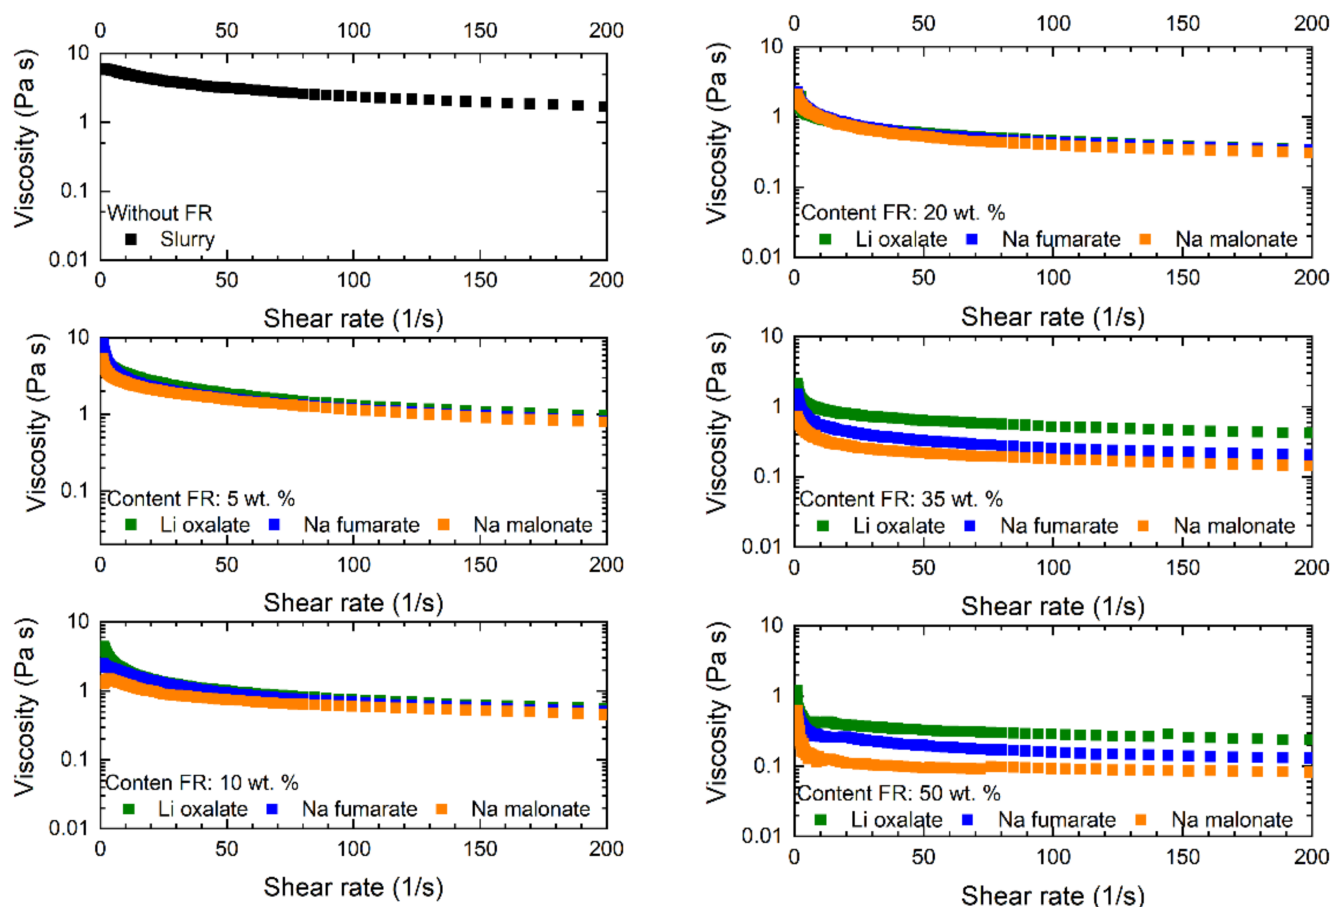 0 50 100 150 200
10
1
0.1
0.01
Viscosity (Pa s)
Without FR
Slurry
0 50 100 150 200
Shear rate (1/s)
10
1
0.1
Viscosity (Pa s)
Content FR: 5 wt. %
Li oxalate Na fumarate Na malonate
0 50 100 150 200
Shear rate (1/s)
10
1
0.1
0.01
Viscosity (Pa s)
Conten FR: 10 wt. %
Li oxalate Na fumarate Na malonate
0 50 100 150 200
Shear rate (1/s)
0 50 100 150 200
10
1
0.1
0.01
Viscosity (Pa s)
Content FR: 20 wt. %
Li oxalate Na fumarate Na malonate
0 50 100 150 200
Shear rate (1/s)
10
1
0.1
0.01
Viscosity (Pa s)
Content FR: 35 wt. %
Li oxalate Na fumarate Na malonate
0 50 100 150 200
Shear rate (1/s)
10
1
0.1
0.01
Viscosity (Pa s)
Content FR: 50 wt. %
Li oxalate Na fumarate Na malonate
0 50 100 150 200
Shear rate (1/s)